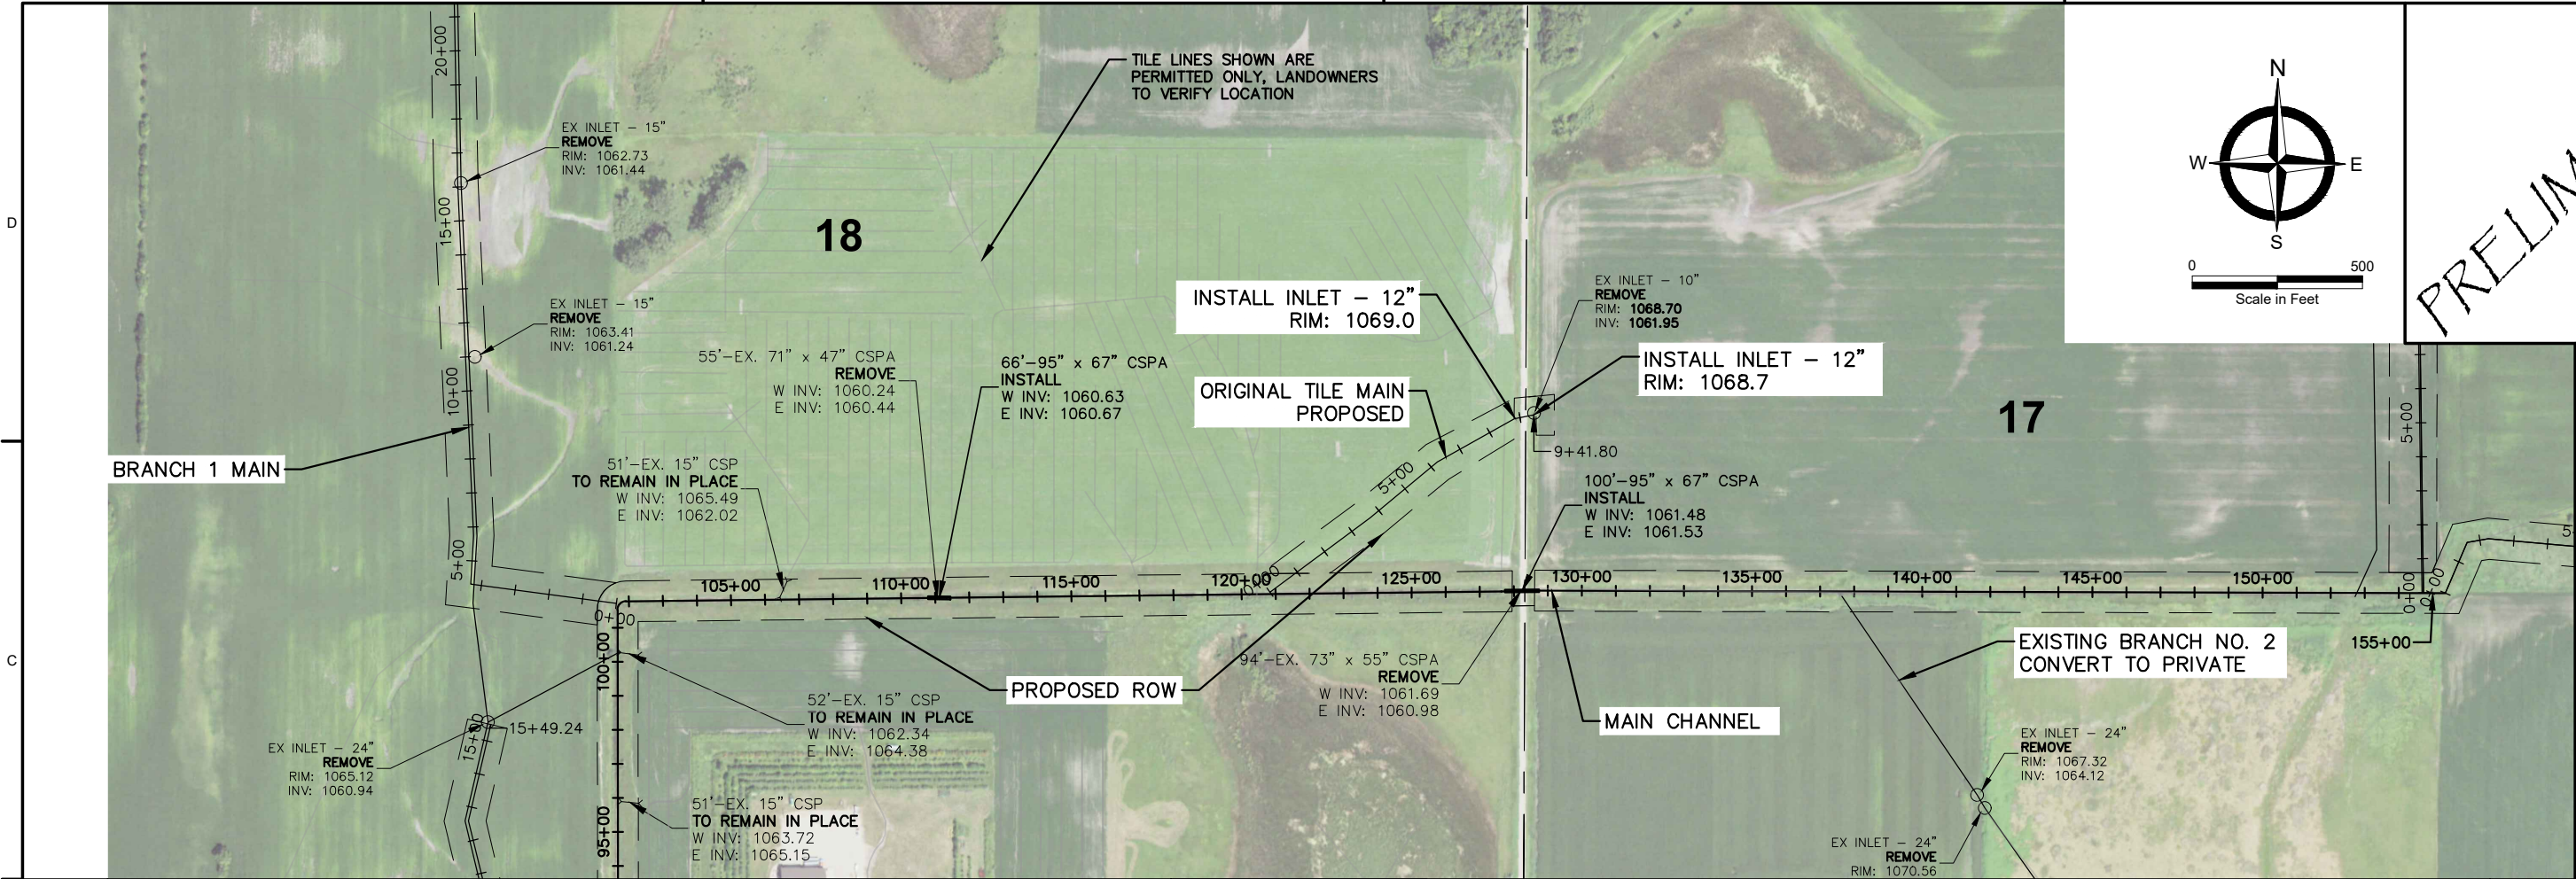 TILE LINES SHOWN ARE
PERMITTED ONLY, LANDOWNERS
TO VERIFY LOCATION
N
W
E
S
0
500
Scale in Feet
D
C
20+00
15+00
10+00
5+00
EX INLET – 15"
REMOVE
RIM: 1062.73
INV: 1061.44
18
EX INLET – 15"
REMOVE
RIM: 1063.41
INV: 1061.24
INSTALL INLET – 12"
RIM: 1069.0
EX INLET – 10"
REMOVE
RIM: 1068.70
INV: 1061.95
INSTALL INLET – 12"
RIM: 1068.7
55'–EX. 71" x 47" CSPA
REMOVE
W INV: 1060.24
E INV: 1060.44
66'–95" x 67" CSPA
INSTALL
W INV: 1060.63
E INV: 1060.67
ORIGINAL TILE MAIN
PROPOSED
17
5+00
BRANCH 1 MAIN
51'–EX. 15" CSP
TO REMAIN IN PLACE
W INV: 1065.49
E INV: 1062.02
5+00
9+41.80
100'–95" x 67" CSPA
INSTALL
W INV: 1061.48
E INV: 1061.53
105+00
110+00
115+00
120+00
0+00
125+00
130+00
135+00
140+00
145+00
150+00
0+00
0+00
0+00
100+00
95+00
155+00
EXISTING BRANCH NO. 2
CONVERT TO PRIVATE
94'–EX. 73" x 55" CSPA
REMOVE
W INV: 1061.69
E INV: 1060.98
PROPOSED ROW
MAIN CHANNEL
52'–EX. 15" CSP
TO REMAIN IN PLACE
W INV: 1062.34
E INV: 1064.38
15+00
15+49.24
EX INLET – 24"
REMOVE
RIM: 1065.12
INV: 1060.94
EX INLET – 24"
REMOVE
RIM: 1067.32
INV: 1064.12
51'–EX. 15" CSP
TO REMAIN IN PLACE
W INV: 1063.72
E INV: 1065.15
EX INLET – 24"
REMOVE
RIM: 1070.56